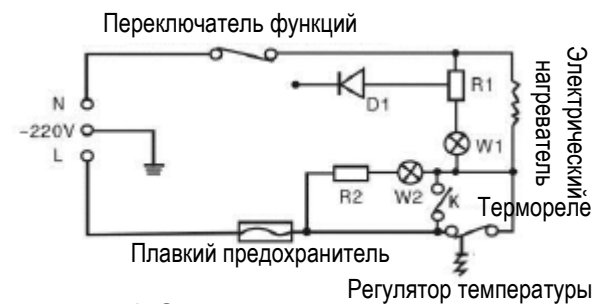 Переключатель функций
Электрический
нагреватель
N
~220V
L
D1
R1
W1
R2
W2
K
Термореле
Плавкий предохранитель
Регулятор температуры